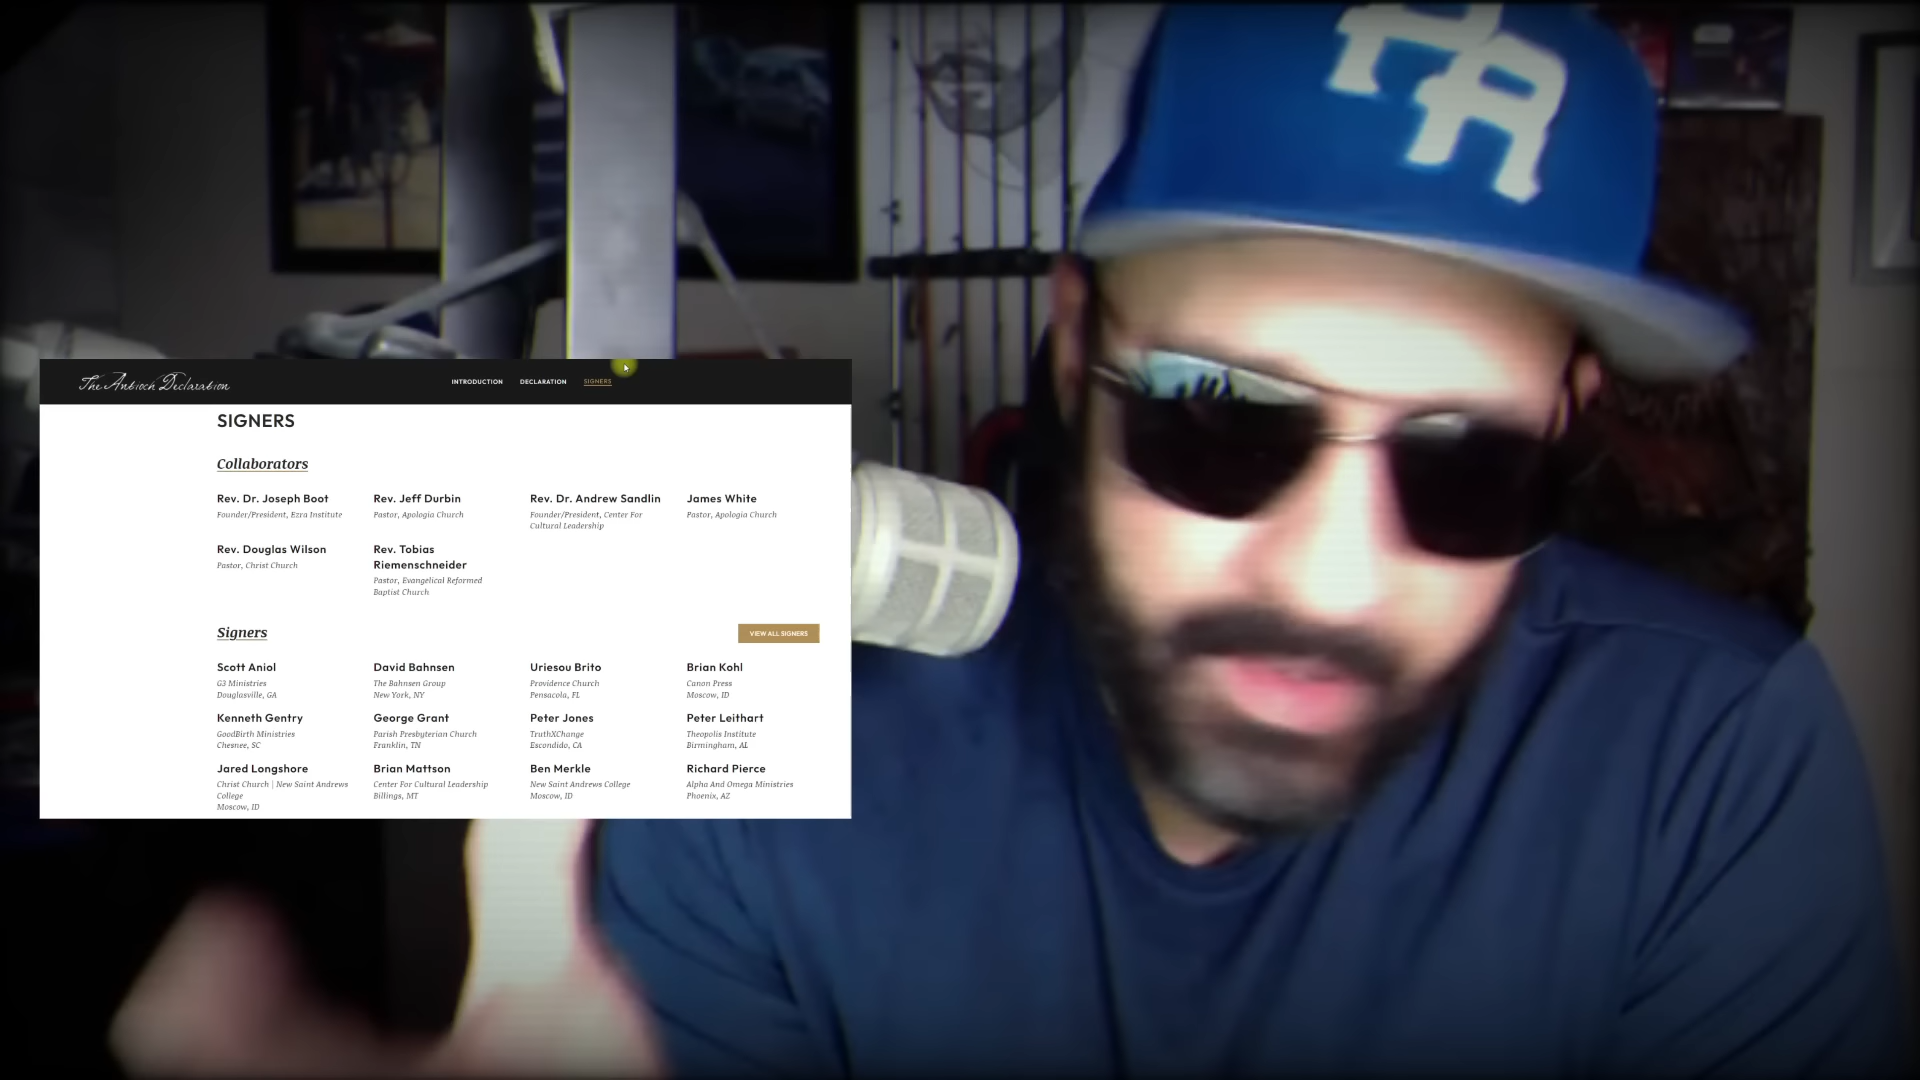 PA
The Antioch Declaration
INTRODUCTION DECLARATION SIGNERS
SIGNERS
Collaborators
Rev. Dr. Joseph Boot
Founder/President, Ezra Institute
Rev. Jeff Durbin
Pastor, Apologia Church
Rev. Dr. Andrew Sandlin
Founder/President, Center For
Cultural Leadership
James White
Pastor, Apologia Church
Rev. Douglas Wilson
Pastor, Christ Church
Rev. Tobias
Riemenschneider
Pastor, Evangelical Reformed
Baptist Church
Signers
VIEW ALL SIGNERS
Scott Aniol
G3 Ministries
Douglasville, GA
David Bahnsen
The Bahnsen Group
New York, NY
Uriesou Brito
Providence Church
Pensacola, FL
Brian Kohl
Canon Press
Moscow, ID
Kenneth Gentry
GoodBirth Ministries
Chesnee, SC
George Grant
Parish Presbyterian Church
Franklin, TN
Peter Jones
TruthXChange
Escondido, CA
Peter Leithart
Theopolis Institute
Birmingham, AL
Jared Longshore
Christ Church | New Saint Andrews
College
Moscow, ID
Brian Mattson
Center For Cultural Leadership
Billings, MT
Ben Merkle
New Saint Andrews College
Moscow, ID
Richard Pierce
Alpha And Omega Ministries
Phoenix, AZ